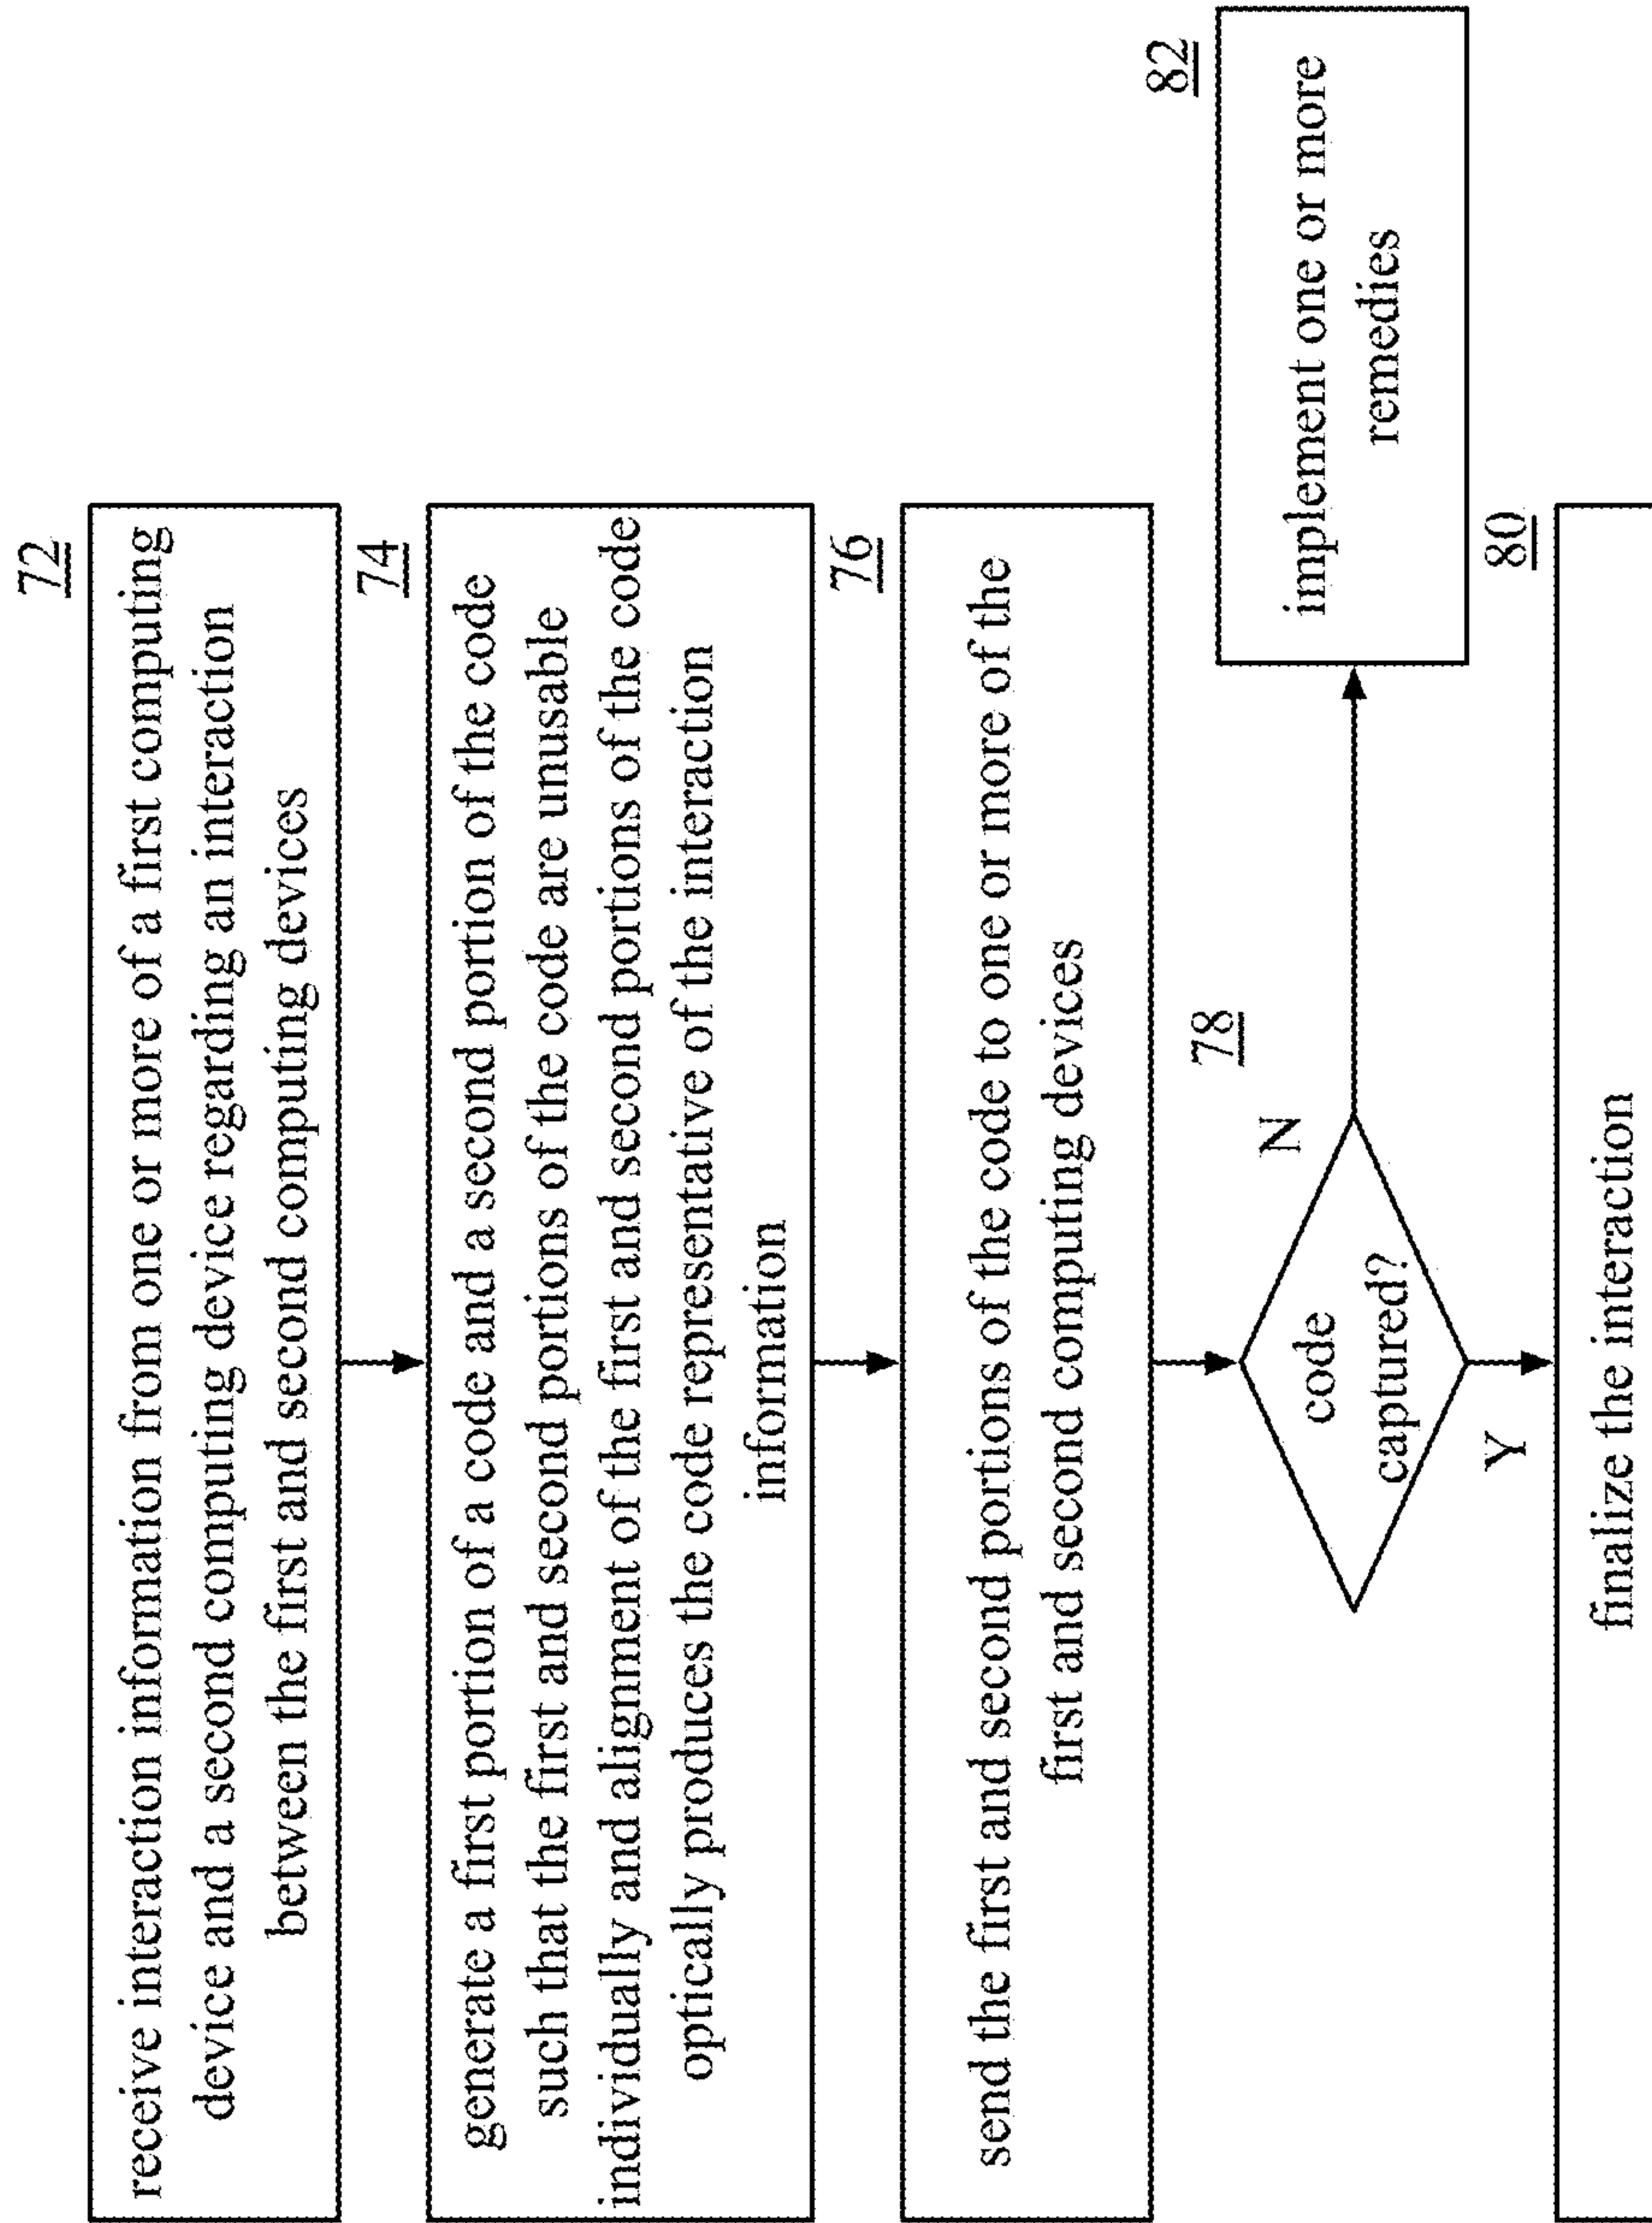 72
receive interaction information from one or more of a first computing
device and a second computing device regarding an interaction
between the first and second computing devices
74
generate a first portion of a code and a second portion of the code
such that the first and second portions of the code are unusable
individually and alignment of the first and second portions of the code
optically produces the code representative of the interaction
information
76
send the first and second portions of the code to one or more of the
first and second computing devices
78
code
captured?
N
Y
82
implement one or more
remedies
80
finalize the interaction